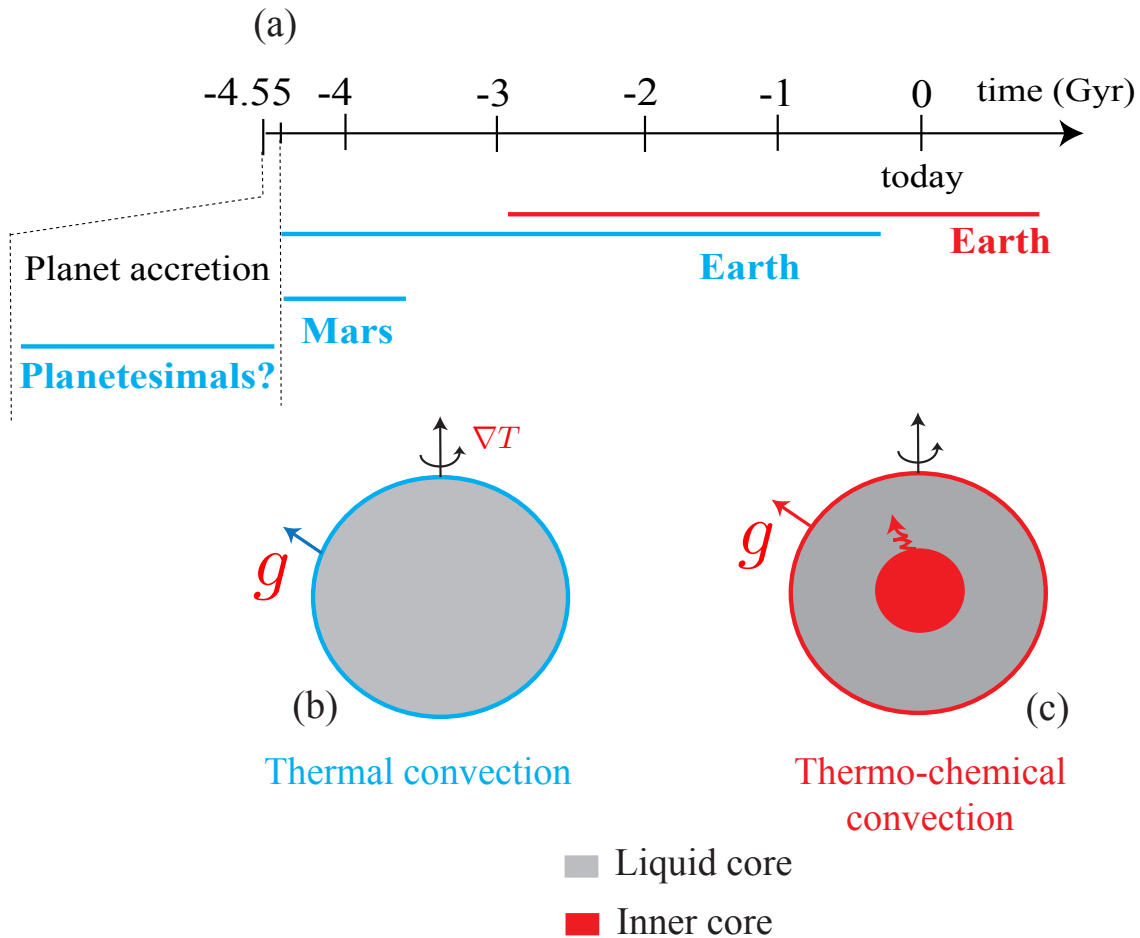 (a)
-4.55 -4 -3 -2 -1 0 time (Gyr)
today
Earth
Earth
Planet accretion
Mars
Planetesimals?
∇T
g
g
(b)
(c)
Thermal convection
Thermo-chemical
convection
Liquid core
Inner core